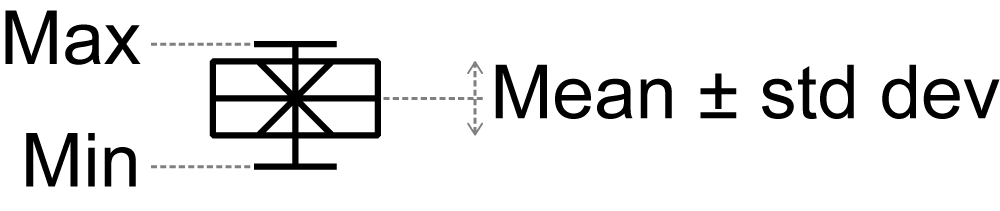 Max
Mean ± std dev
Min